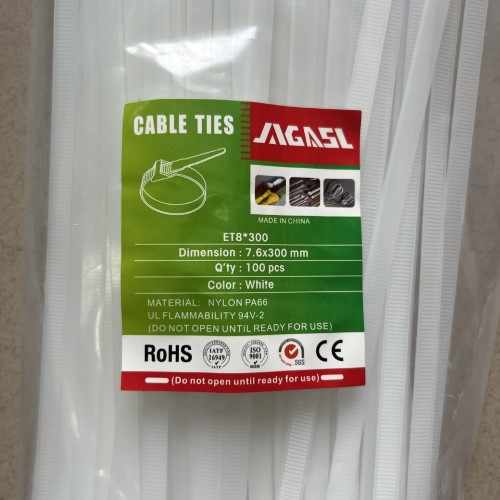 CABLE TIES
JAGASL
MADE IN CHINA
ET8*300
Dimension : 7.6x300 mm
Q'ty : 100 pcs
Color : White
MATERIAL: NYLON PA66
UL FLAMMABILITY 94V-2
(DO NOT OPEN UNTIL READY FOR USE)
RoHS
IATF
16949
IATF
ISO
9001
SGS
SGS
CE
(Do not open until ready for use)